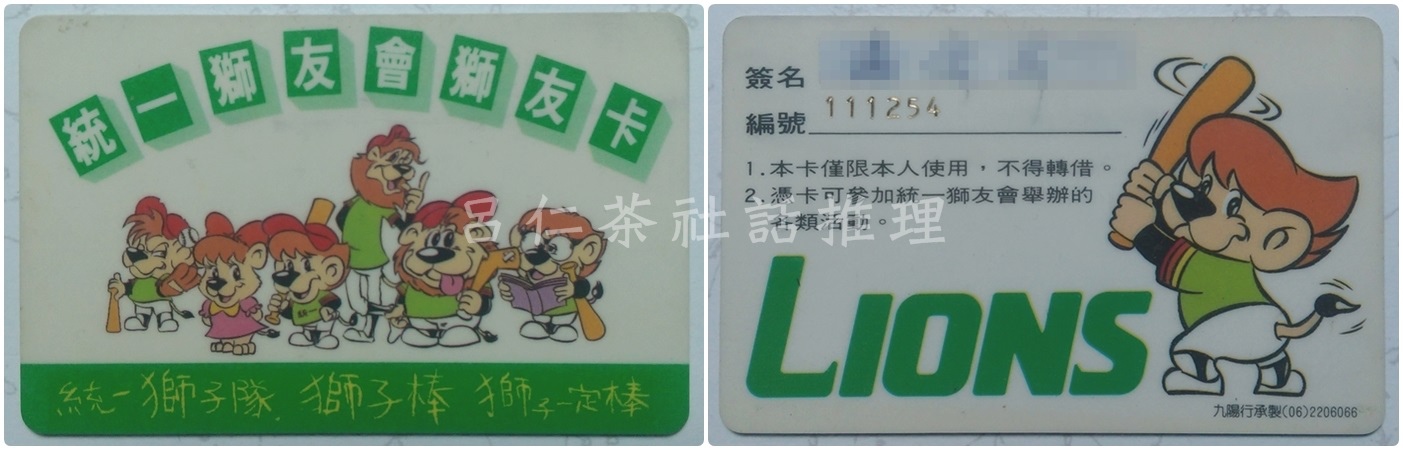 統一獅友會獅友卡
統一
統一獅子隊 獅子棒 獅子一定棒
簽名
編號 111254
1.本卡僅限本人使用，不得轉借。
2.憑卡可參加統一獅友會舉辦的
各類活動。
LIONS
九陽行承製(06)2206066
呂仁茶社話推理